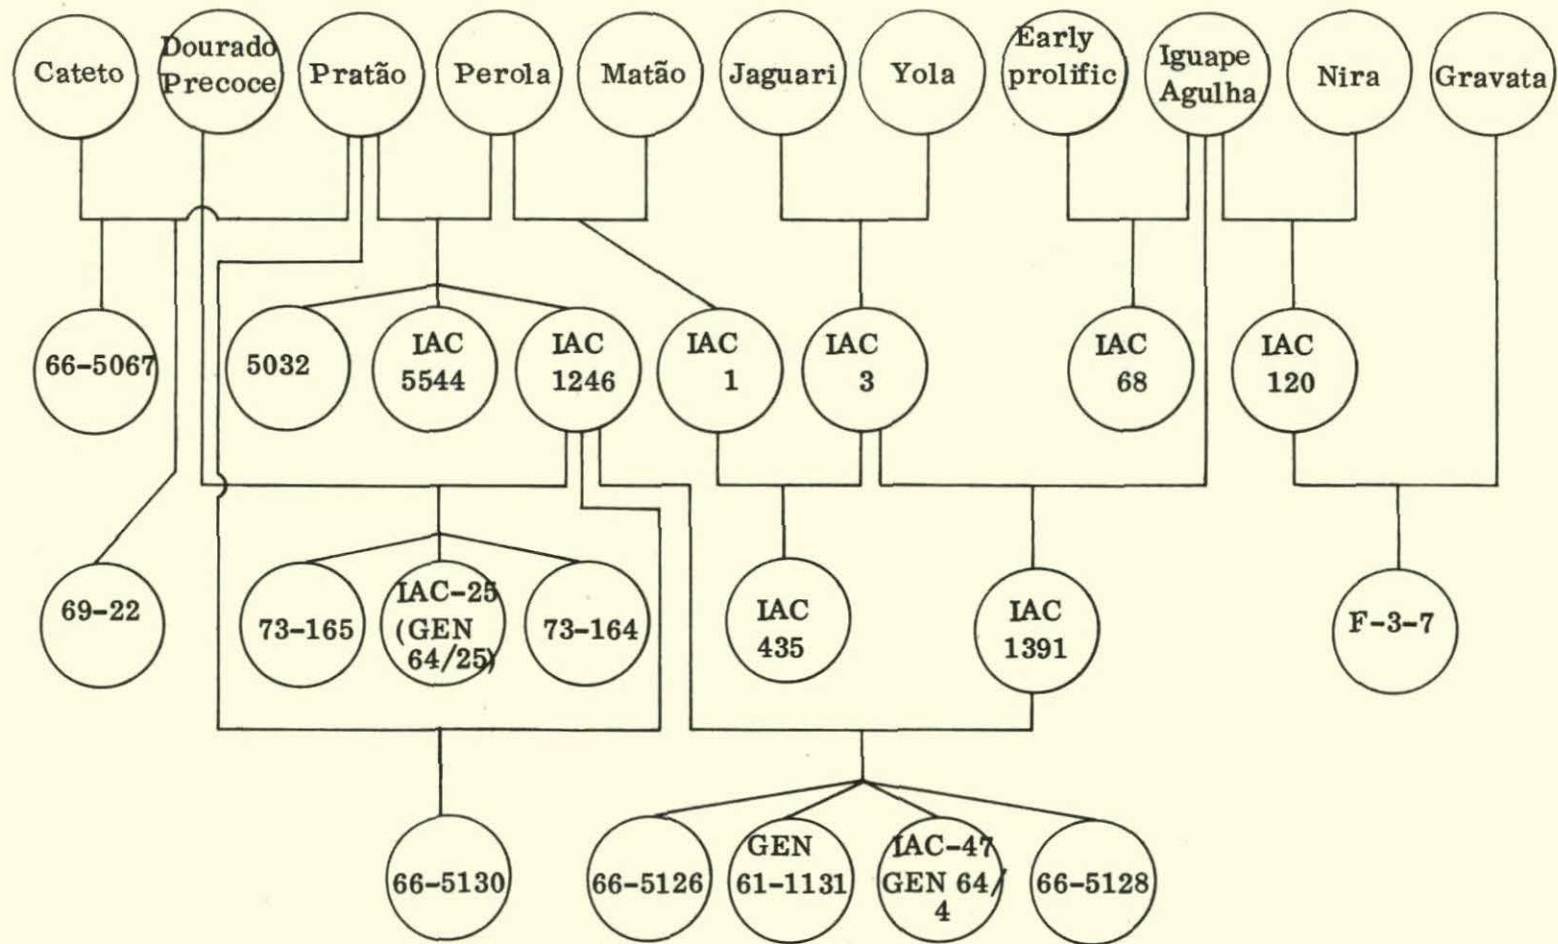 Cateto
Dourado
Precoce
Pratão
Perola
Matão
Jaguari
Yola
Early
prolific
Iguape
Agulha
Nira
Gravata
66-5067
5032
IAC
5544
IAC
1246
IAC
1
IAC
3
IAC
68
IAC
120
69-22
73-165
IAC-25
(GEN
64/25)
73-164
IAC
435
IAC
1391
F-3-7
66-5130
66-5126
GEN
61-1131
IAC-47
GEN 64/
4
66-5128